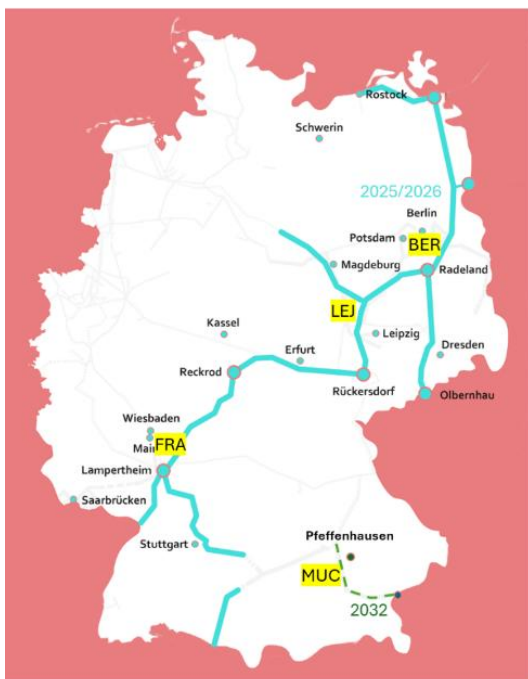 Rostock
Schwerin
2025/2026
Berlin
Potsdam
BER
Magdeburg
Radeland
LEJ
Kassel
Leipzig
Erfurt
Dresden
Reckrod
Rückersdorf
Olbernhau
Wiesbaden
Main
FRA
Lampertheim
Saarbrücken
Stuttgart
Pfeffenhausen
MUC
2032